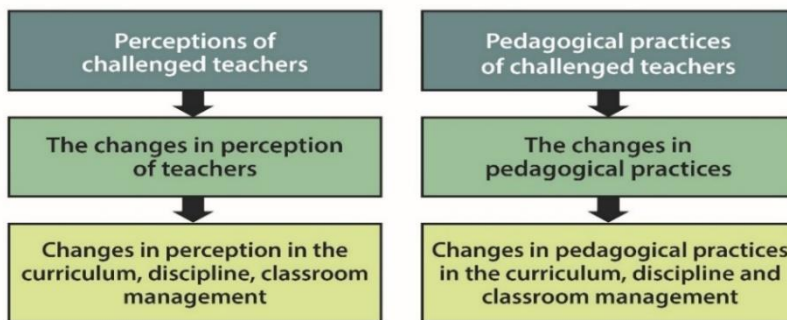 Perceptions of
challenged teachers
The changes in perception
of teachers
Changes in perception in the
curriculum, discipline, classroom
management
Pedagogical practices
of challenged teachers
The changes in
pedagogical practices
Changes in pedagogical practices
in the curriculum, discipline and
classroom management